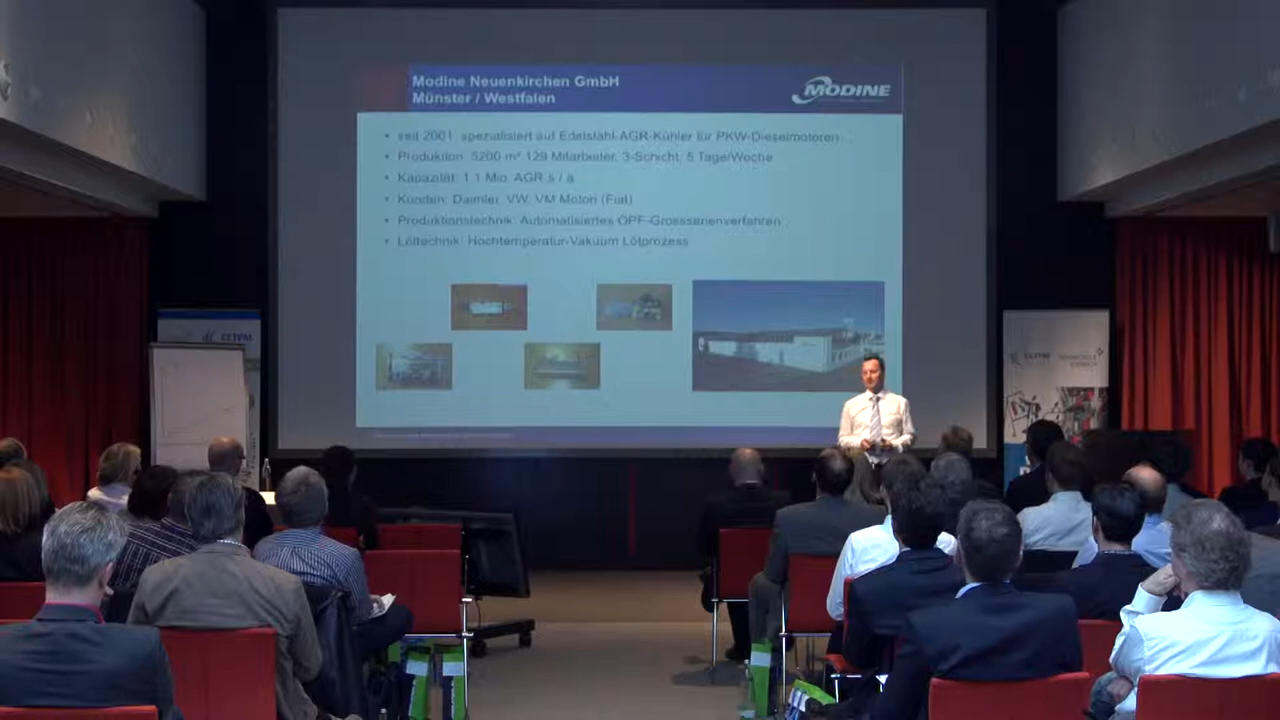 Modine Neuenkirchen GmbH
Münster / Westfalen
MODINE
• seit 2001 spezialisiert auf Edelstahl-AGR-Kühler für PKW-Dieselmotoren
• Produktion: 5200 m² 129 Mitarbeiter, 3-Schicht, 5 Tage/Woche
• Kapazität: 1.1 Mio. AGR's / a
• Kunden: Daimler, VW, VM Motori (Fiat)
• Produktionstechnik: Automatisiertes OPF-Grossserienverfahren
• Löttechnik: Hochtemperatur-Vakuum Lötprozess
CETPM
CETPM